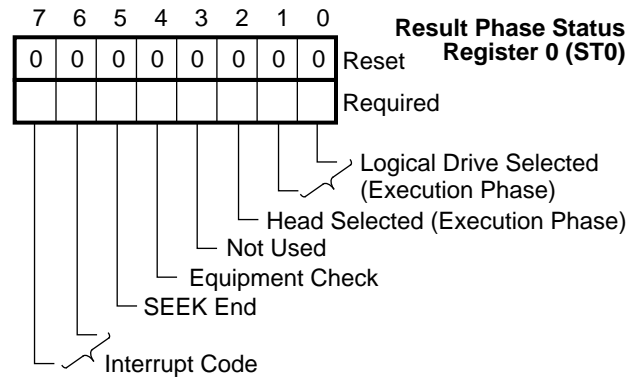 7 6 5 4 3 2 1 0
Result Phase Status
Register 0 (ST0)
0 0 0 0 0 0 0 0 Reset
Required
Logical Drive Selected
(Execution Phase)
Head Selected (Execution Phase)
Not Used
Equipment Check
SEEK End
Interrupt Code